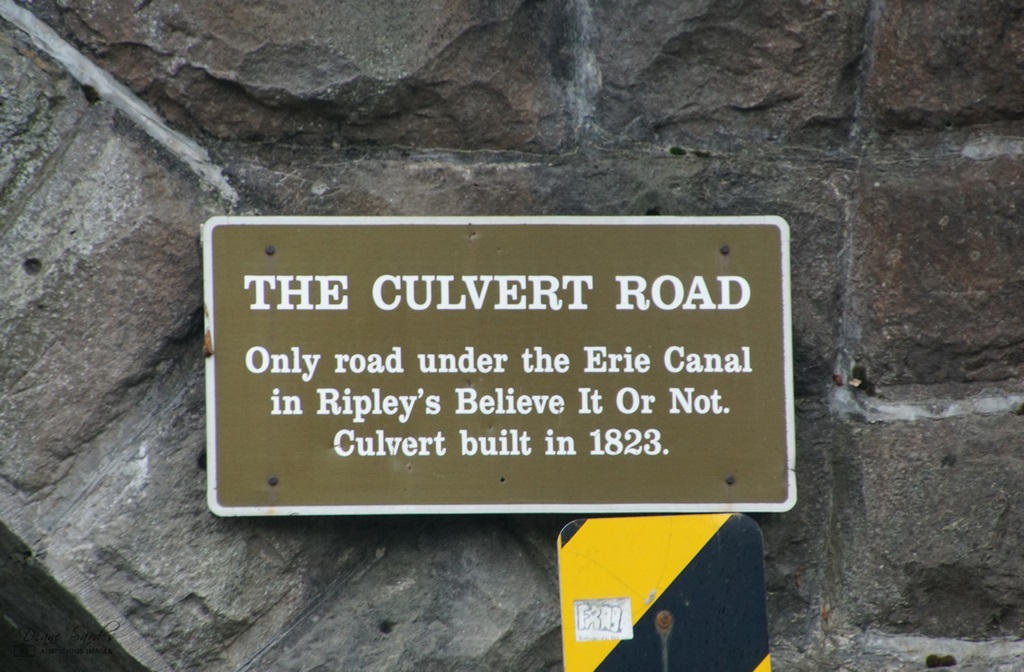 THE CULVERT ROAD
Only road under the Erie Canal
in Ripley's Believe It Or Not.
Culvert built in 1823.